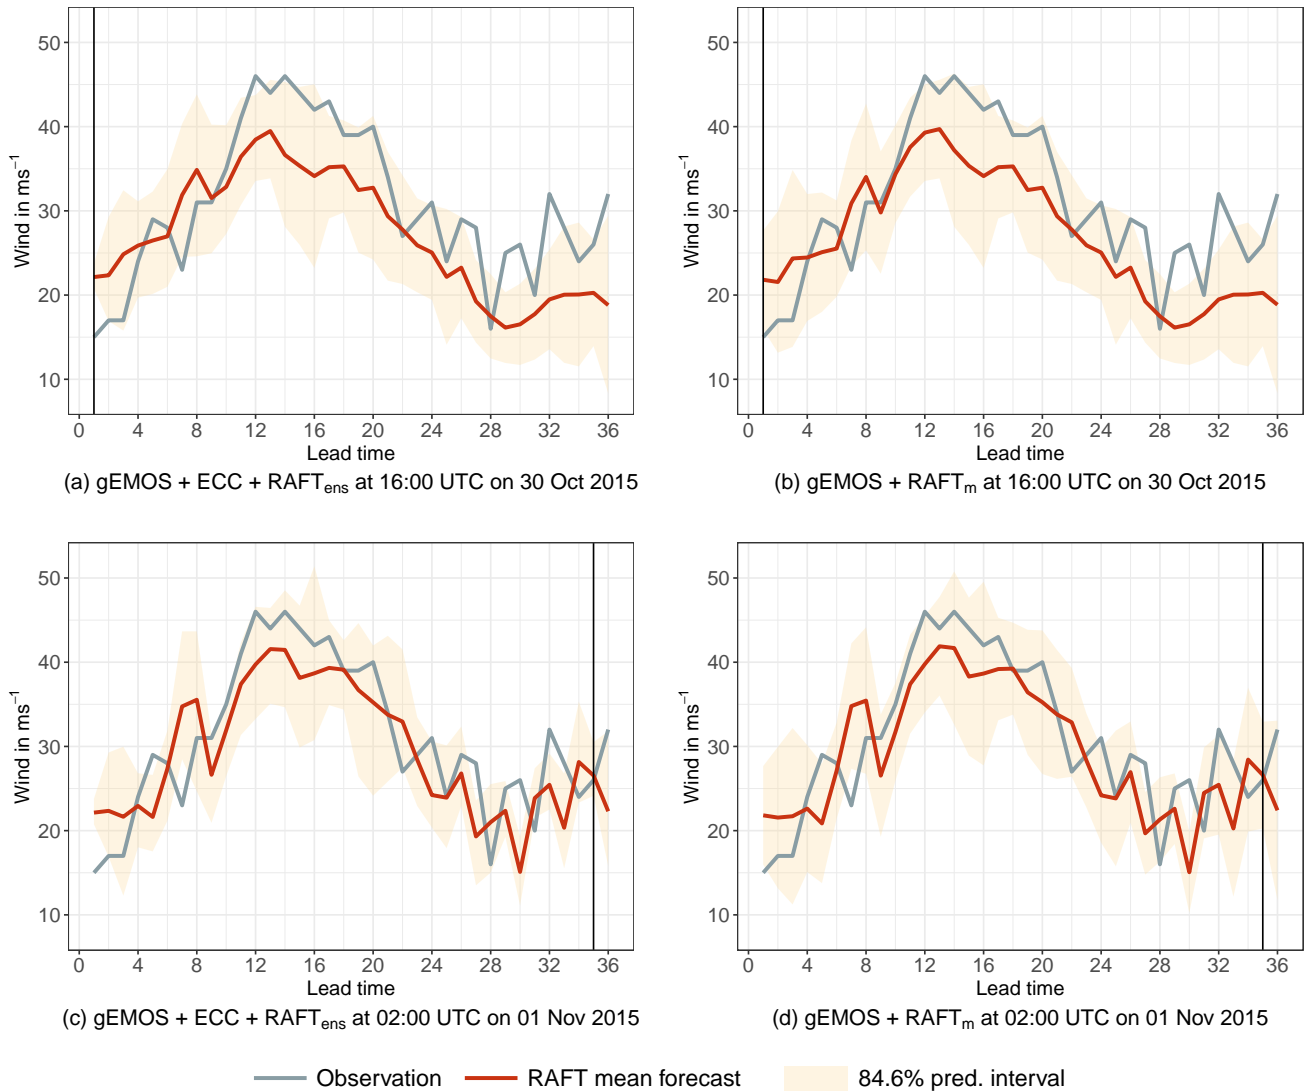 50
40
30
20
10
Wind in ms−1
0 4 8 12 16 20 24 28 32 36
Lead time
(a) gEMOS + ECC + RAFTens at 16:00 UTC on 30 Oct 2015
50
40
30
20
10
Wind in ms−1
0 4 8 12 16 20 24 28 32 36
Lead time
(b) gEMOS + RAFTm at 16:00 UTC on 30 Oct 2015
50
40
30
20
10
Wind in ms−1
0 4 8 12 16 20 24 28 32 36
Lead time
(c) gEMOS + ECC + RAFTens at 02:00 UTC on 01 Nov 2015
50
40
30
20
10
Wind in ms−1
0 4 8 12 16 20 24 28 32 36
Lead time
(d) gEMOS + RAFTm at 02:00 UTC on 01 Nov 2015
Observation RAFT mean forecast 84.6% pred. interval